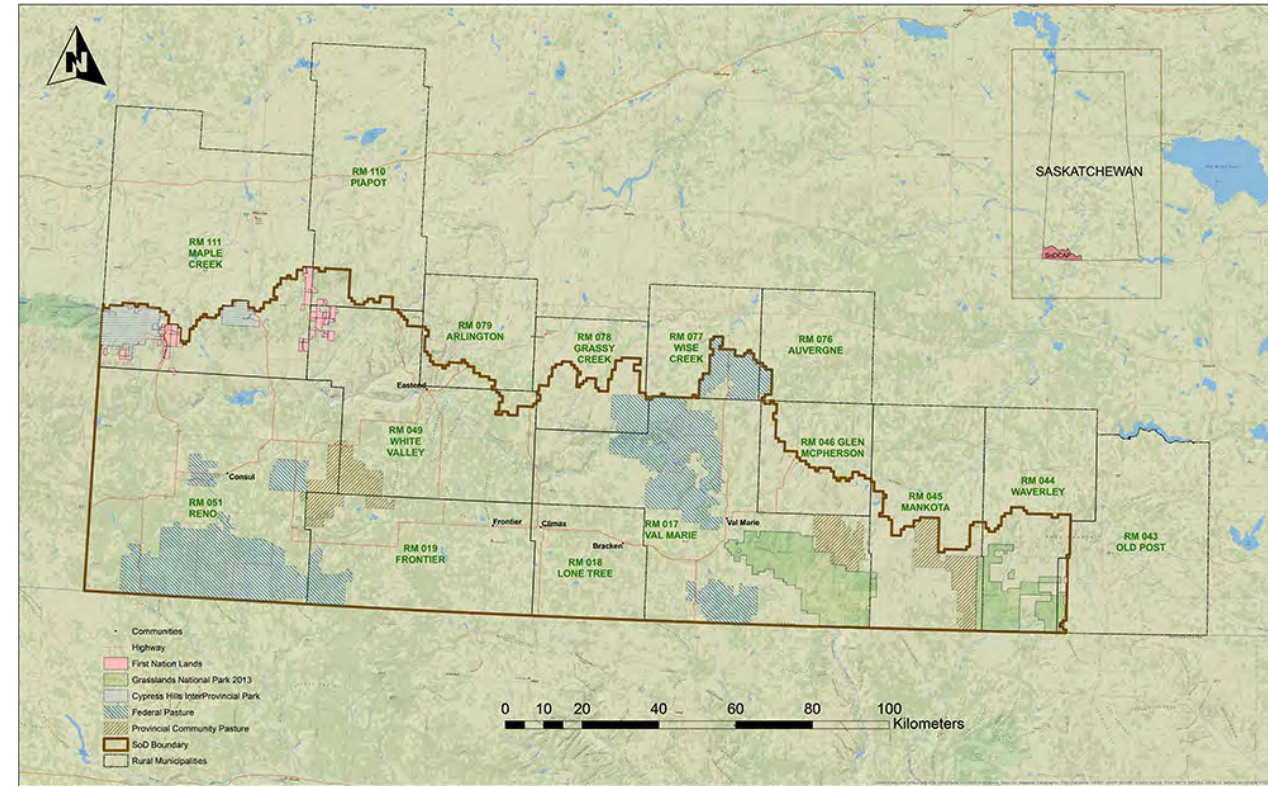 N
SASKATCHEWAN
SoDCAP
RM 110
PIAPOT
RM 111
MAPLE
CREEK
RM 079
ARLINGTON
RM 078
GRASSY
CREEK
RM 077
WISE
CREEK
RM 076
AUVERGNE
Eastend
RM 049
WHITE
VALLEY
RM 046 GLEN
MCPHERSON
Consul
RM 051
RENO
RM 045
MANKOTA
RM 044
WAVERLEY
RM 043
OLD POST
Frontier
Climax
Bracken
RM 017
VAL MARIE
Val Marie
RM 019
FRONTIER
RM 018
LONE TREE
Communities
Highway
First Nation Lands
Grasslands National Park 2013
Cypress Hills InterProvincial Park
Federal Pasture
Provincial Community Pasture
SoD Boundary
Rural Municipalities
0 10 20 40 60 80 100
Kilometers